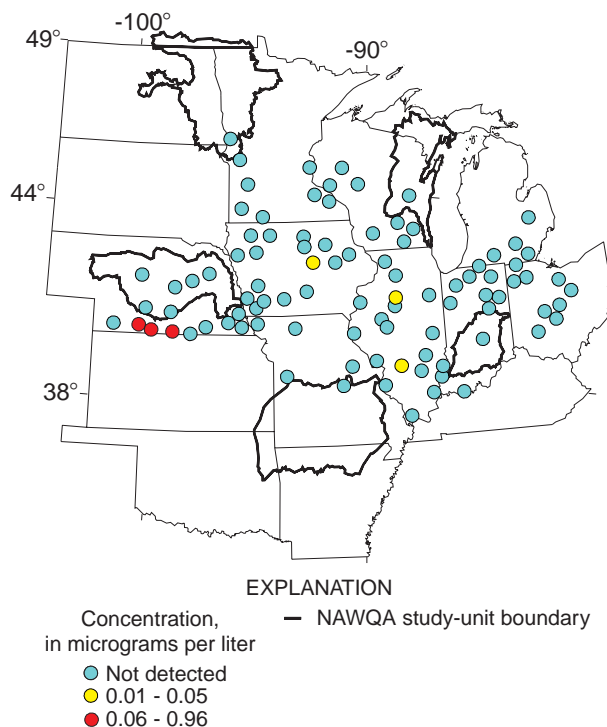 -100°
49°
-90°
44°
38°
EXPLANATION
Concentration,
in micrograms per liter
NAWQA study-unit boundary
Not detected
0.01 - 0.05
0.06 - 0.96